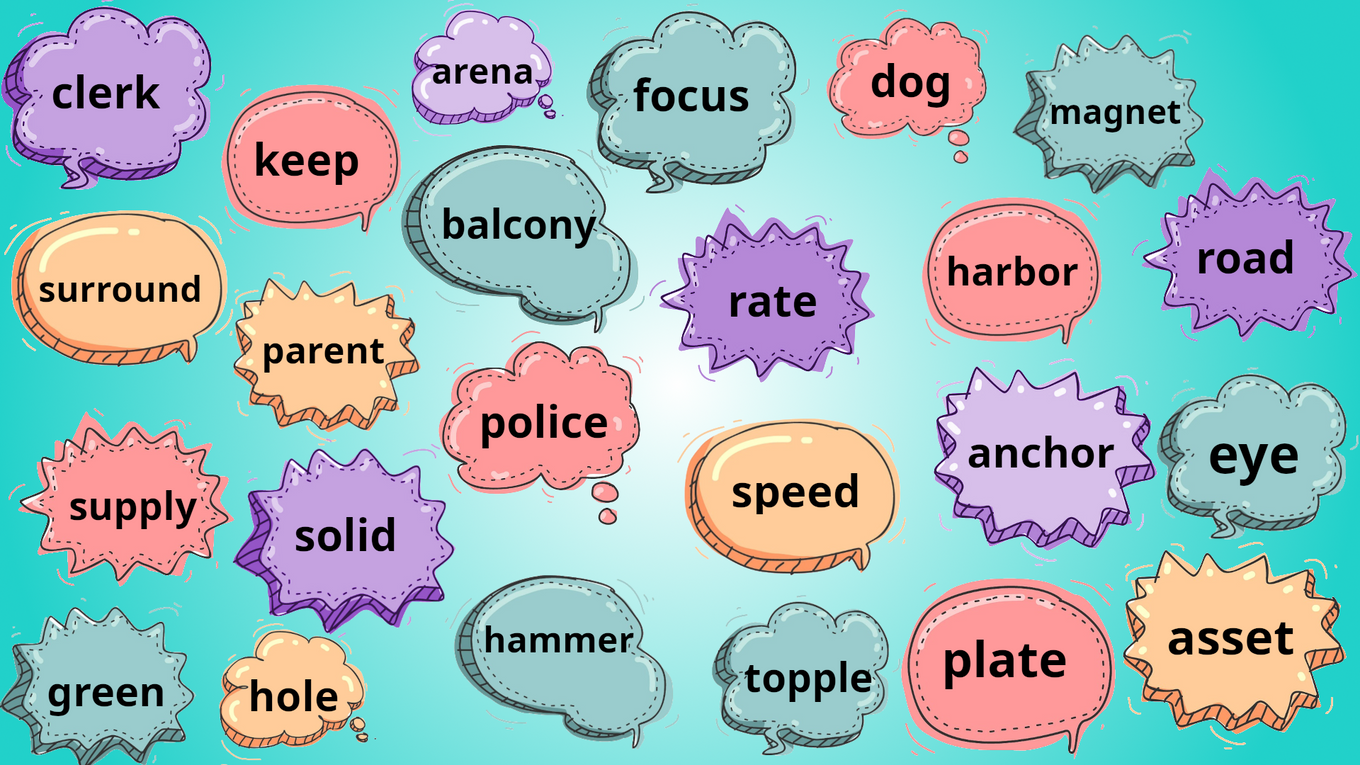 clerk
arena
focus
dog
magnet
keep
balcony
surround
rate
harbor
road
parent
police
supply
solid
speed
anchor
eye
green
hole
hammer
topple
plate
asset